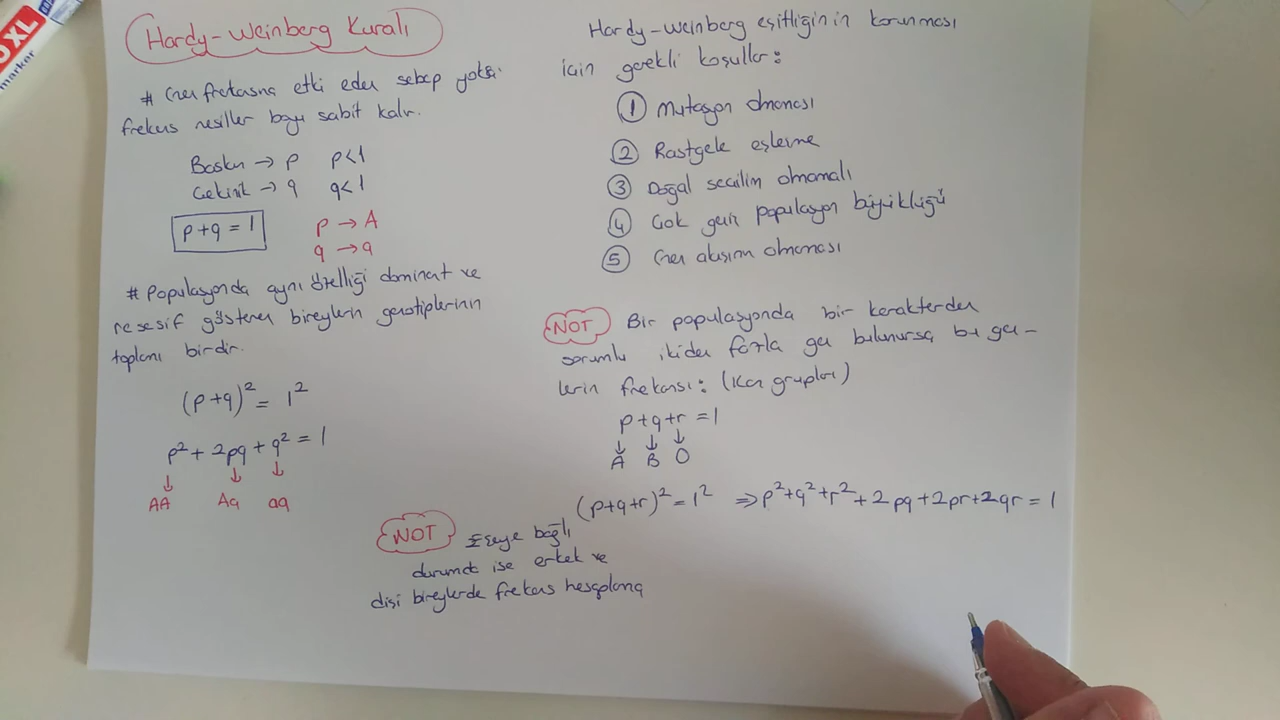 XL
marker
Hardy-Weinberg Kuralı
# Gen frekansına etki eden sebep yoksa
frekans nesiller boyu sabit kalır.
Baskın → p p<1
Çekinik → q q<1
p+q = 1
p → A
q → a
# Populasyonda aynı özelliği dominant ve
resesif gösteren bireylerin genotiplerinin
toplamı birdir.
(p+q)² = 1²
p² + 2pq + q² = 1
↓ ↓ ↓
AA Aa aa
Hardy-Weinberg eşitliğinin korunması
için gerekli koşullar:
① Mutasyon olmaması
② Rastgele eşleşme
③ Doğal seçilim olmamalı
④ Çok geniş populasyon büyüklüğü
⑤ Gen akışının olmaması
NOT Bir populasyonda bir karakterden
sorumlu ikiden fazla gen bulunursa bu gen-
lerin frekansı: (Kan grupları)
p+q+r = 1
↓ ↓ ↓
A B O
(p+q+r)² = 1² ⇒ p²+q²+r²+2pq+2pr+2qr = 1
NOT Eşeye bağlı
durumda ise erkek ve
dişi bireylerde frekans hesaplama